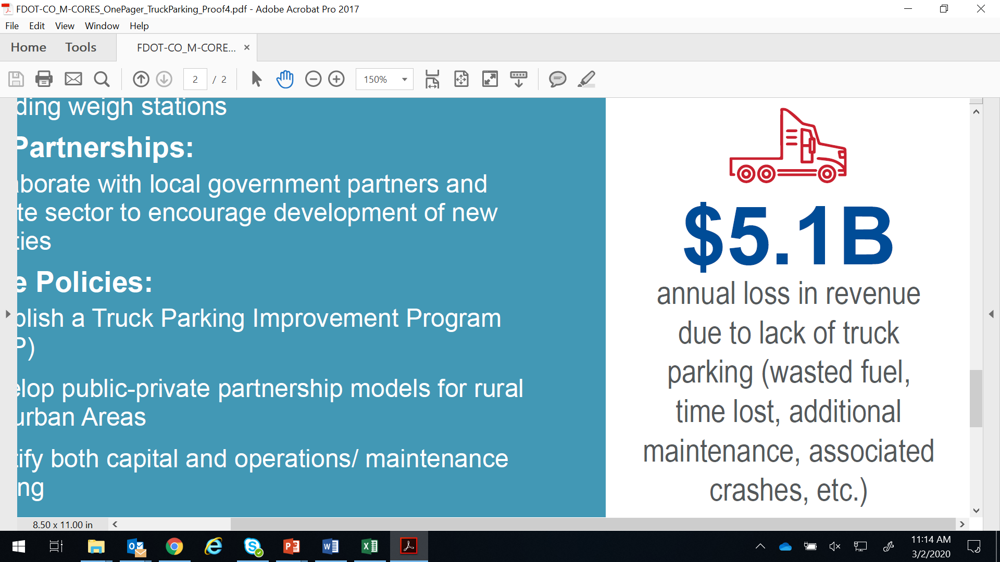 FDOT-CO_M-CORES_OnePager_TruckParking_Proof4.pdf - Adobe Acrobat Pro 2017
File Edit View Window Help
Home Tools FDOT-CO_M-CORE... ×
2 / 2 150%
ding weigh stations
Partnerships:
aborate with local government partners and
te sector to encourage development of new
ties
e Policies:
blish a Truck Parking Improvement Program
P)
elop public-private partnership models for rural
urban Areas
tify both capital and operations/ maintenance
ng
$5.1B
annual loss in revenue
due to lack of truck
parking (wasted fuel,
time lost, additional
maintenance, associated
crashes, etc.)
8.50 x 11.00 in
11:14 AM
3/2/2020